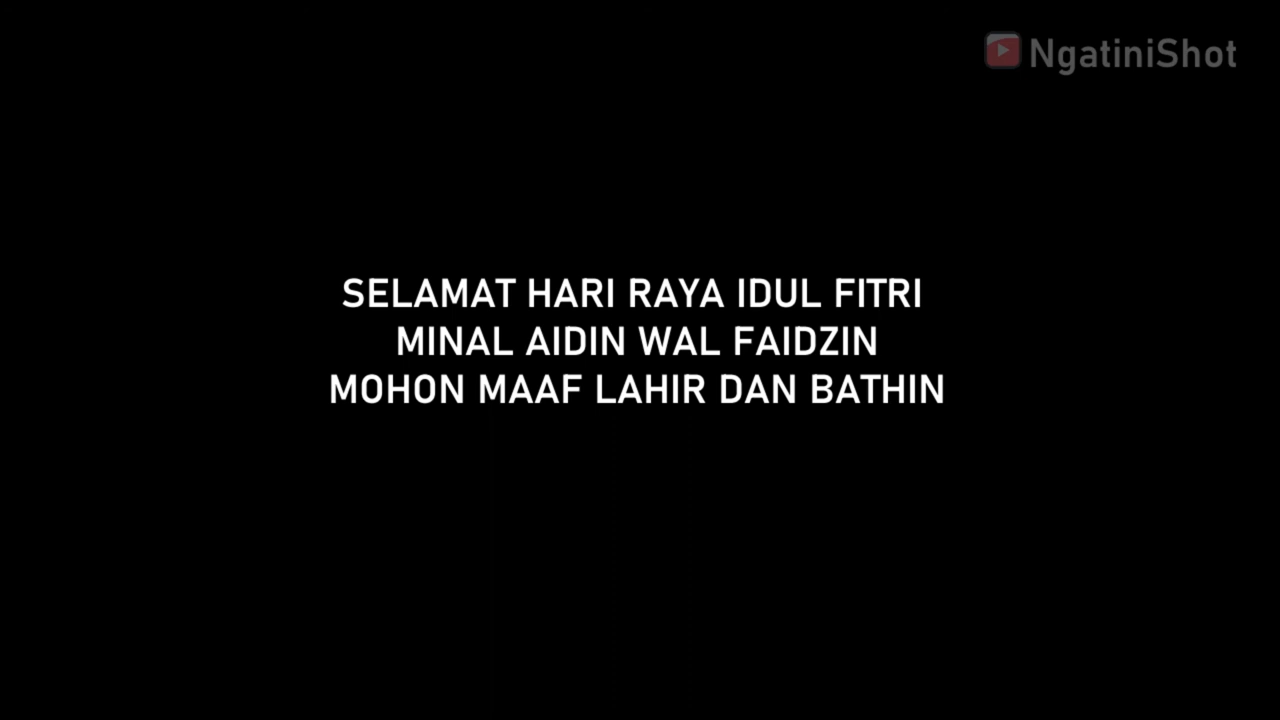 NgatiniShot
SELAMAT HARI RAYA IDUL FITRI
MINAL AIDIN WAL FAIDZIN
MOHON MAAF LAHIR DAN BATHIN